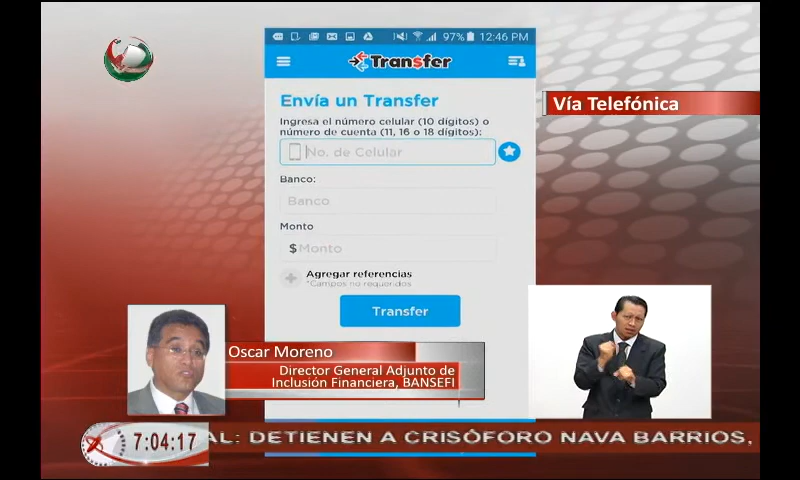 97% 12:46 PM
Transfer
Envía un Transfer
Ingresa el número celular (10 dígitos) o
número de cuenta (11, 16 o 18 dígitos):
No. de Celular
Banco:
Banco
Monto
$ Monto
Agregar referencias
*Campos no requeridos
Transfer
Vía Telefónica
Oscar Moreno
Director General Adjunto de
Inclusión Financiera, BANSEFI
7:04:17
AL: DETIENEN A CRISÓFORO NAVA BARRIOS,